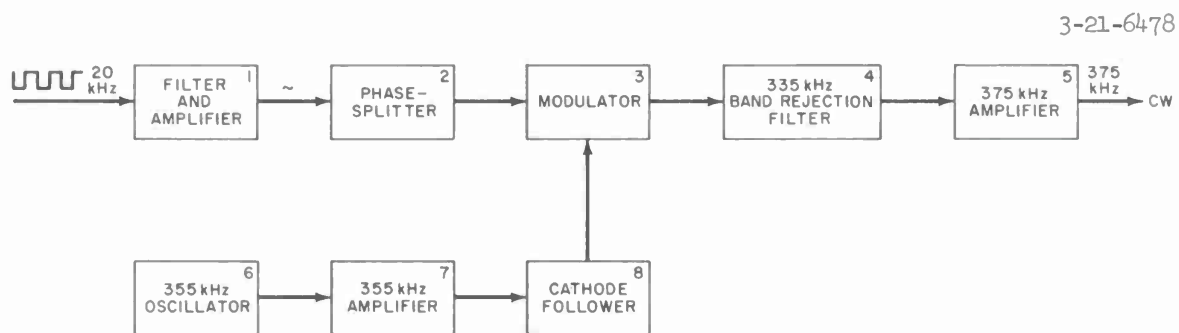 3-21-6478
20
kHz
1
FILTER
AND
AMPLIFIER
~
2
PHASE-
SPLITTER
3
MODULATOR
4
335 kHz
BAND REJECTION
FILTER
5
375 kHz
AMPLIFIER
375
kHz
CW
6
355 kHz
OSCILLATOR
7
355 kHz
AMPLIFIER
8
CATHODE
FOLLOWER